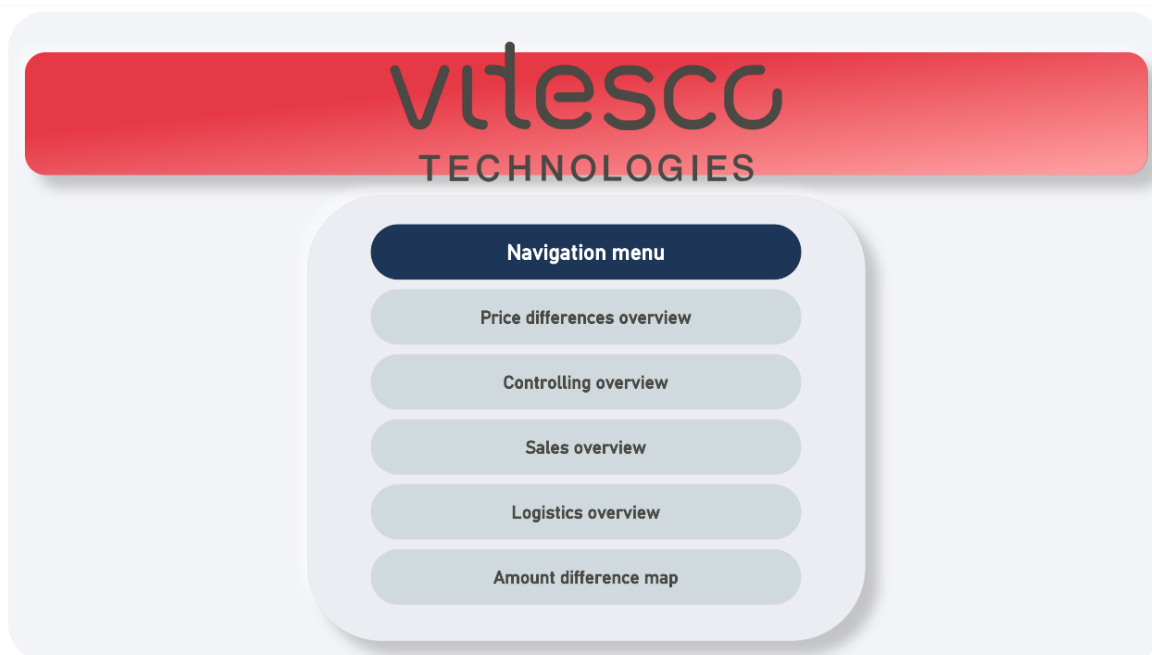 vitesco
TECHNOLOGIES
Navigation menu
Price differences overview
Controlling overview
Sales overview
Logistics overview
Amount difference map